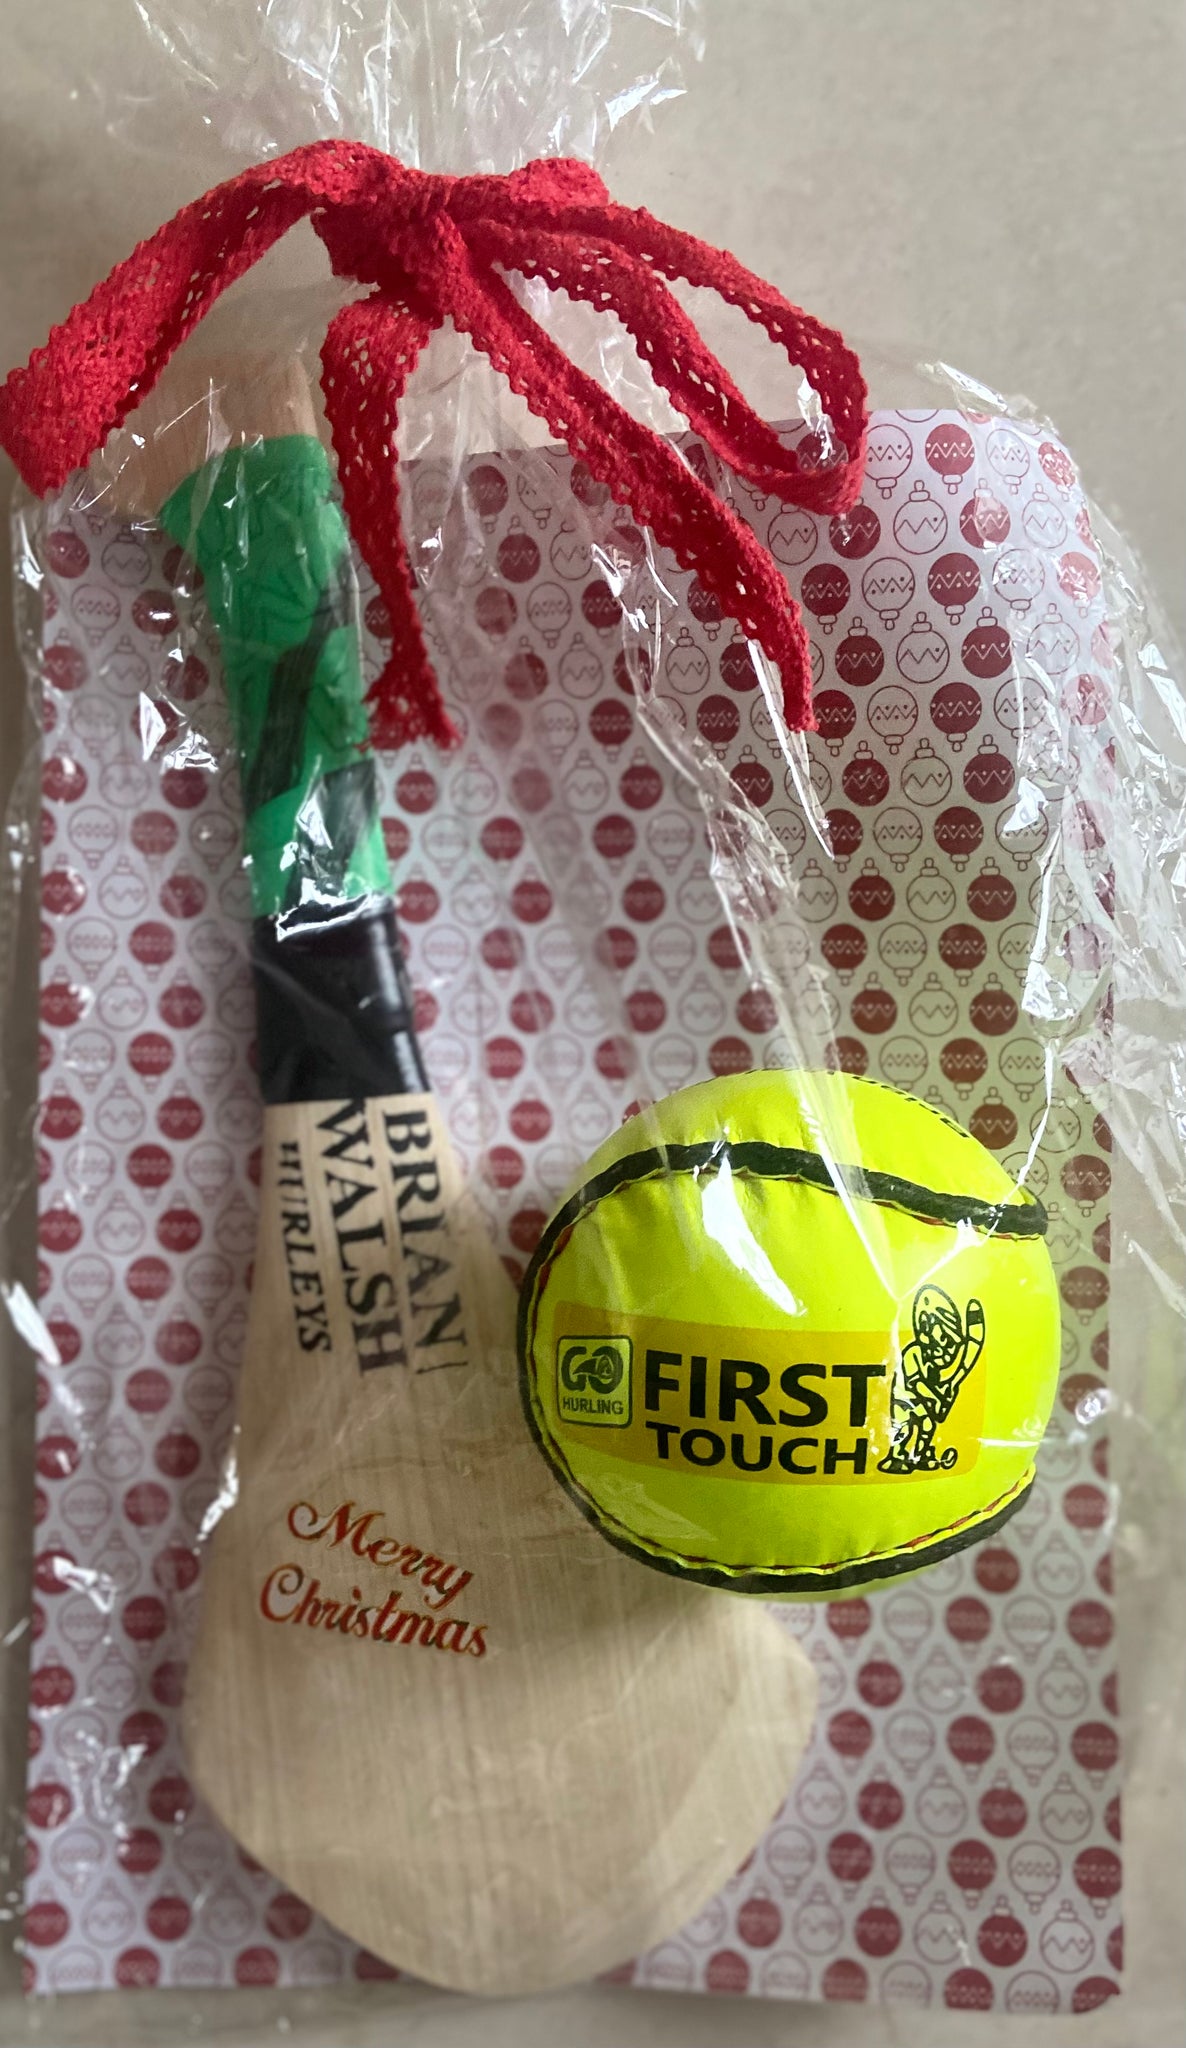 BRIAN
WALSH
HURLEYS
Merry
Christmas
GO
HURLING
FIRST
TOUCH